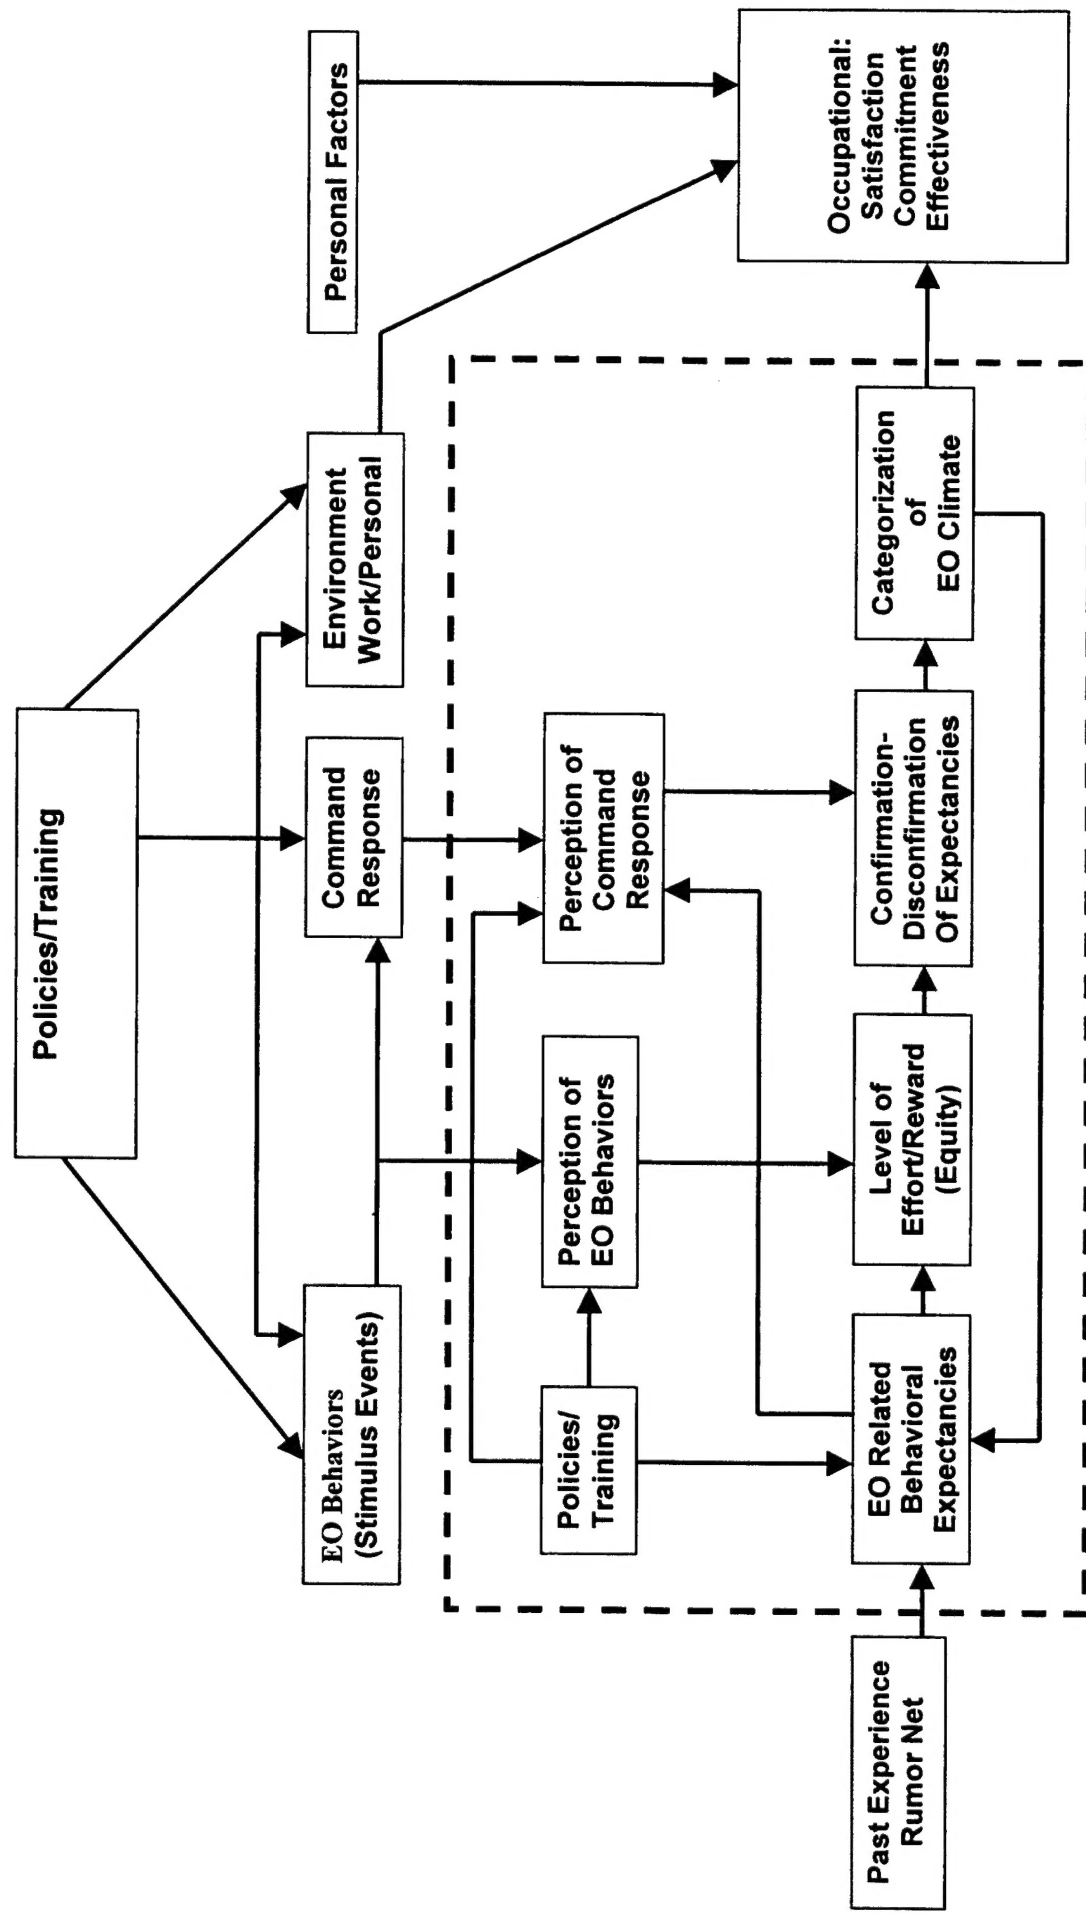 Policies/Training
EO Behaviors
(Stimulus Events)
Command
Response
Environment
Work/Personal
Personal Factors
Policies/
Training
Perception of
EO Behaviors
Perception of
Command
Response
Past Experience
Rumor Net
EO Related
Behavioral
Expectancies
Level of
Effort/Reward
(Equity)
Confirmation-
Disconfirmation
Of Expectancies
Categorization
of
EO Climate
Occupational:
Satisfaction
Commitment
Effectiveness